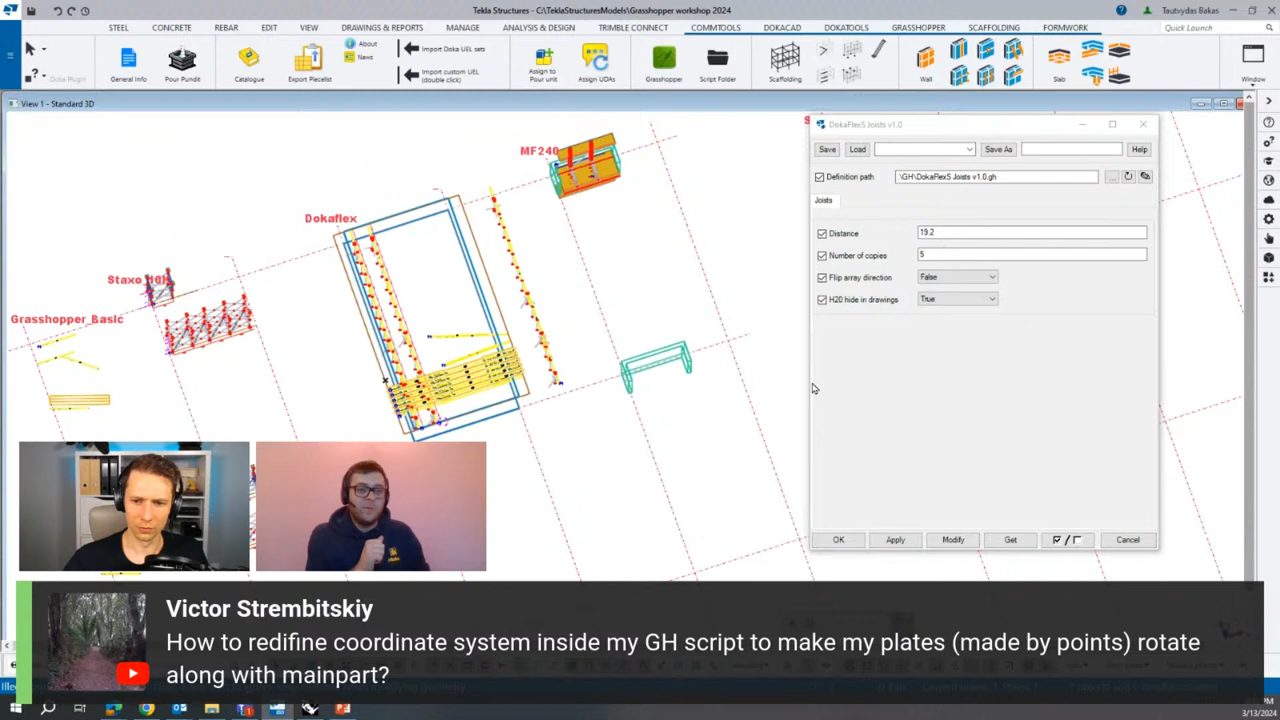 Tekla Structures - C:\TeklaStructuresModels\Grasshopper workshop 2024
Tautvydas Bakas
STEEL CONCRETE REBAR EDIT VIEW DRAWINGS & REPORTS MANAGE ANALYSIS & DESIGN TRIMBLE CONNECT COMMTOOLS DOKACAD DOKATOOLS GRASSHOPPER SCAFFOLDING FORMWORK Quick Launch
About
News
Import Doka UEL sets
Import custom UEL
(double click)
Doka Plugin
General Info
Pour Pundit
Catalogue
Export Piecelist
Assign to
Pour unit
Assign UDAs
Grasshopper
Script Folder
Scaffolding
Wall
Slab
Window
View 1 - Standard 3D
MF240
Dokaflex
Staxo
Grasshopper_Basic
DokaFlexS Joists v1.0
Save Load Save As Help
Definition path .\GH\DokaFlexS Joists v1.0.gh
Joists
Distance 19.2
Number of copies 5
Flip array direction False
H20 hide in drawings True
OK Apply Modify Get / Cancel
Victor Strembitskiy
How to redifine coordinate system inside my GH script to make my plates (made by points) rotate
along with mainpart?
3/13/2024